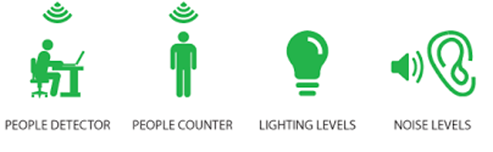 PEOPLE DETECTOR
PEOPLE COUNTER
LIGHTING LEVELS
NOISE LEVELS